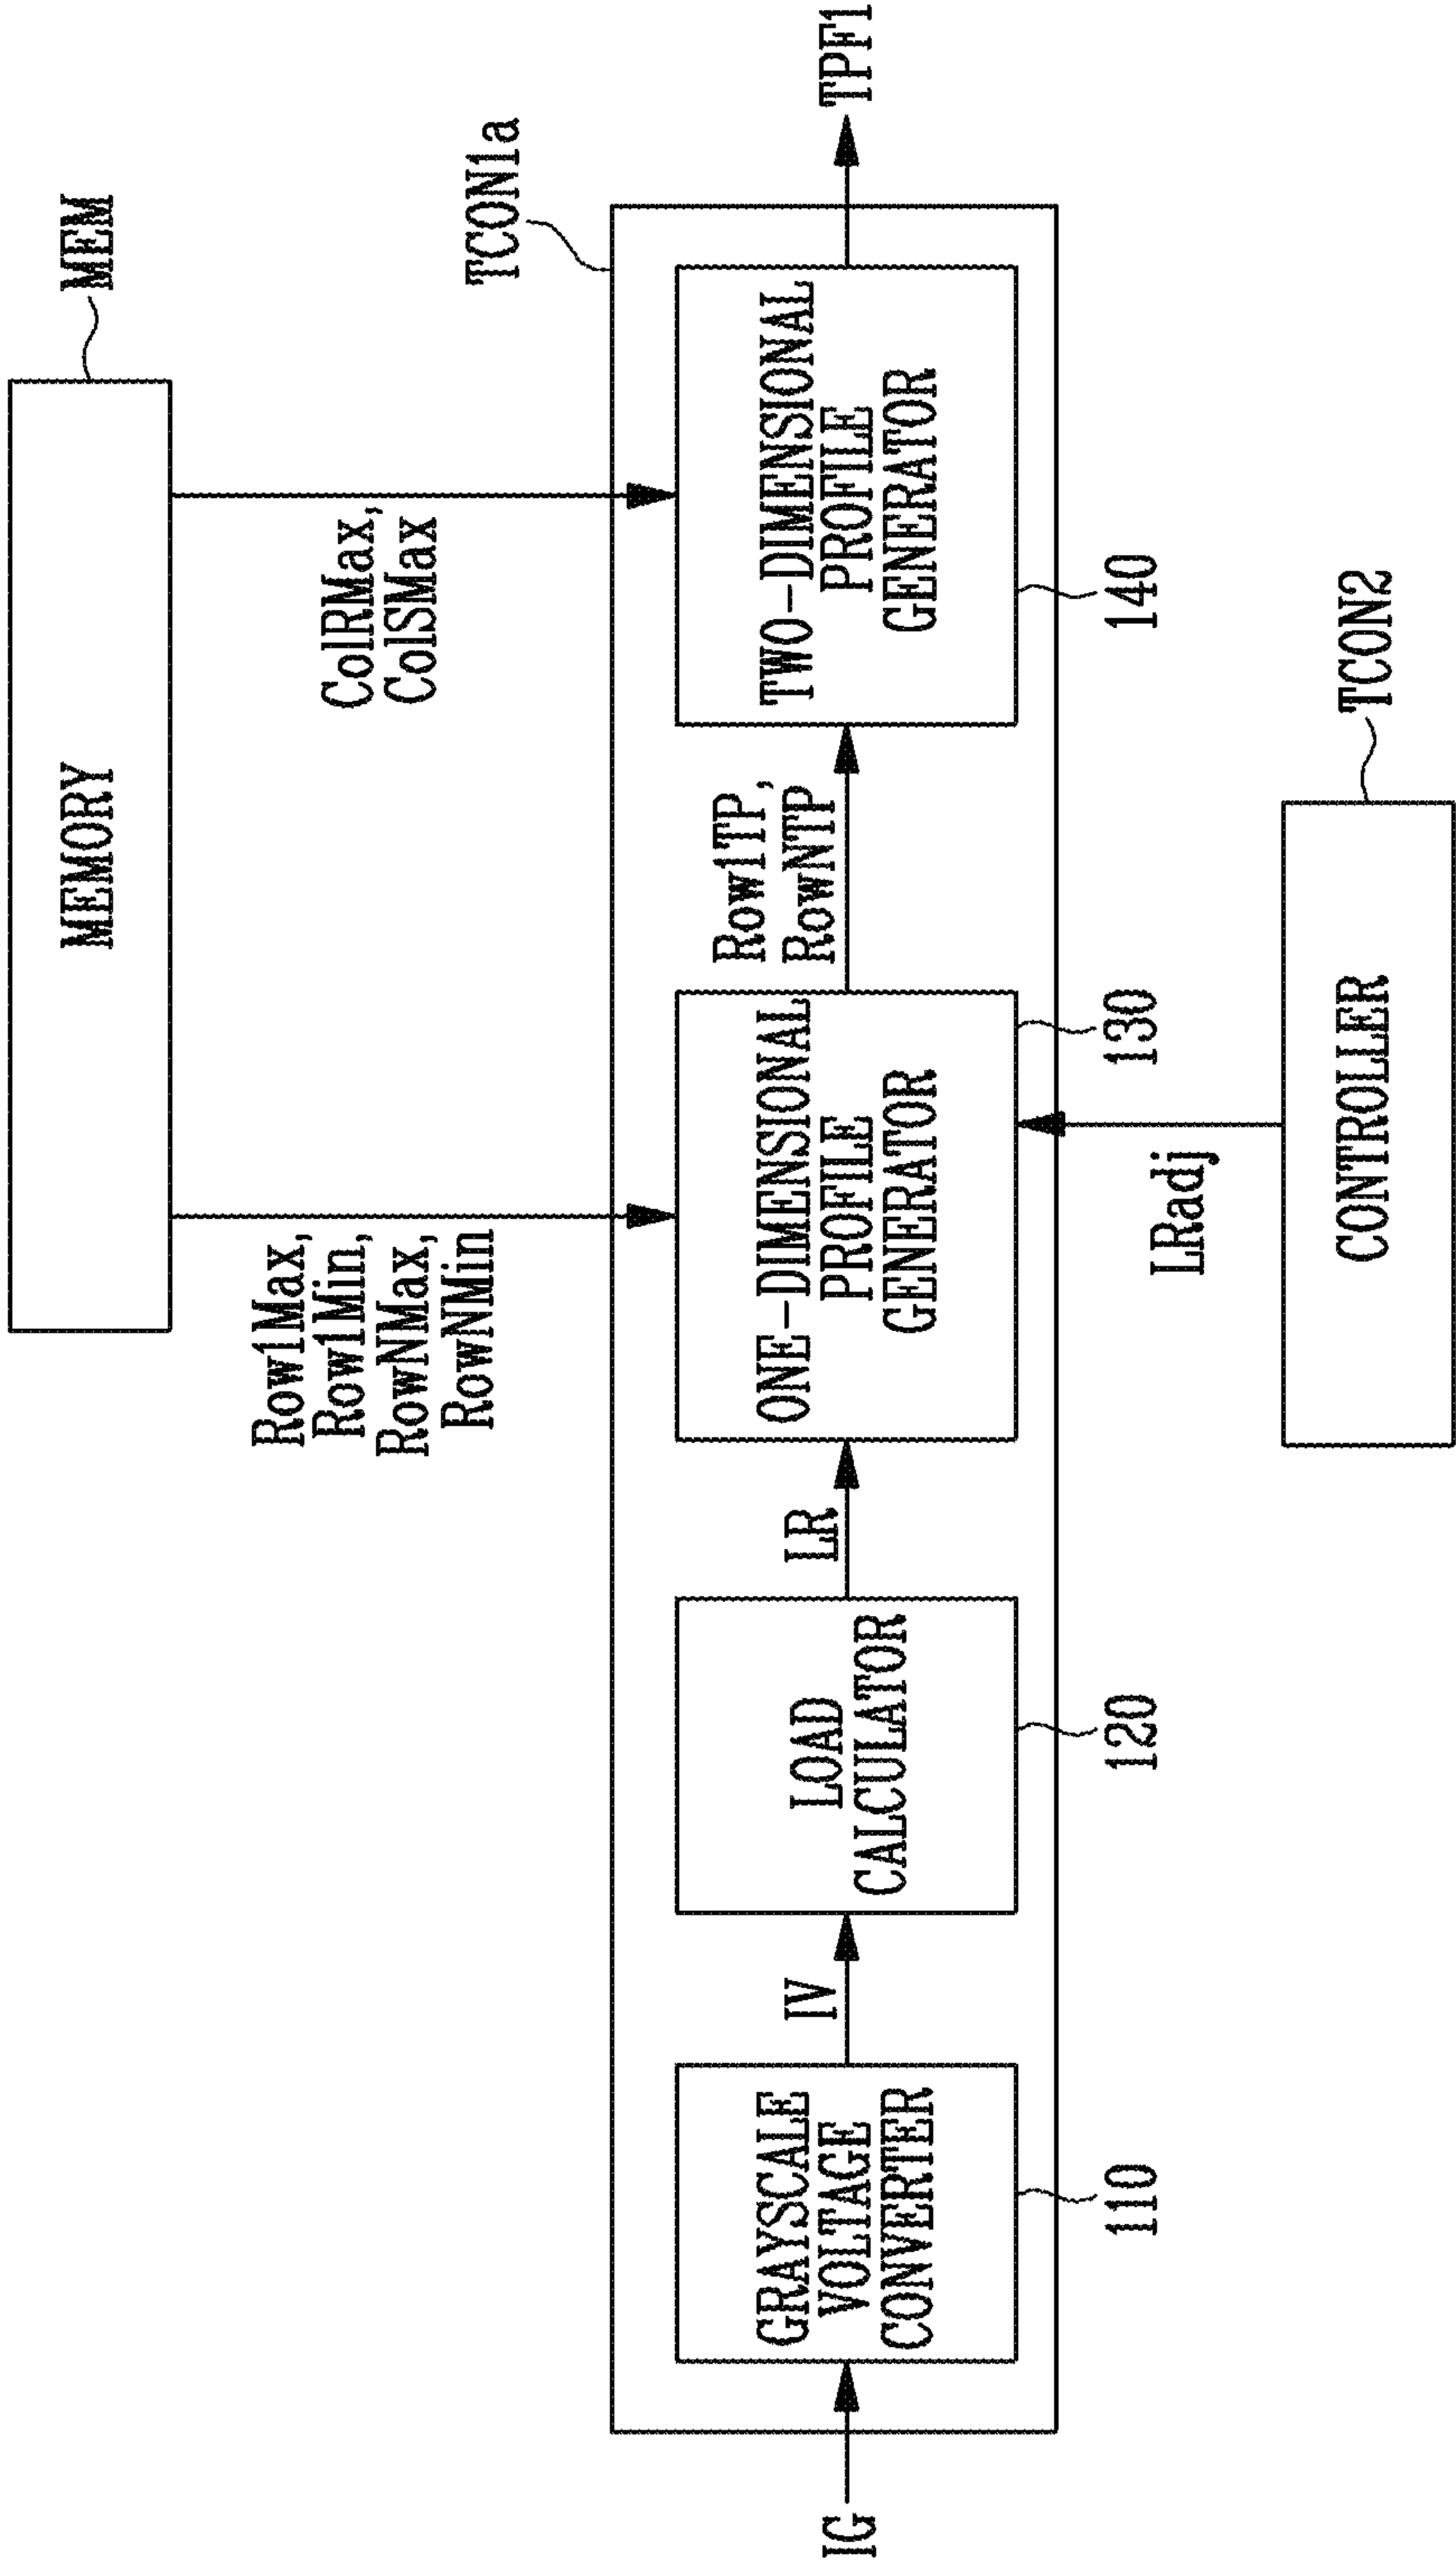 MEMORY
MEM
Row1Max,
Row1Min,
RowNMax,
RowNMin
ColRMax,
ColSMax
TCON1a
IG
GRAYSCALE
VOLTAGE
CONVERTER
110
IV
LOAD
CALCULATOR
120
LR
ONE-DIMENSIONAL
PROFILE
GENERATOR
130
Row1TP,
RowNTP
TWO-DIMENSIONAL
PROFILE
GENERATOR
140
TPF1
LRadj
CONTROLLER
TCON2